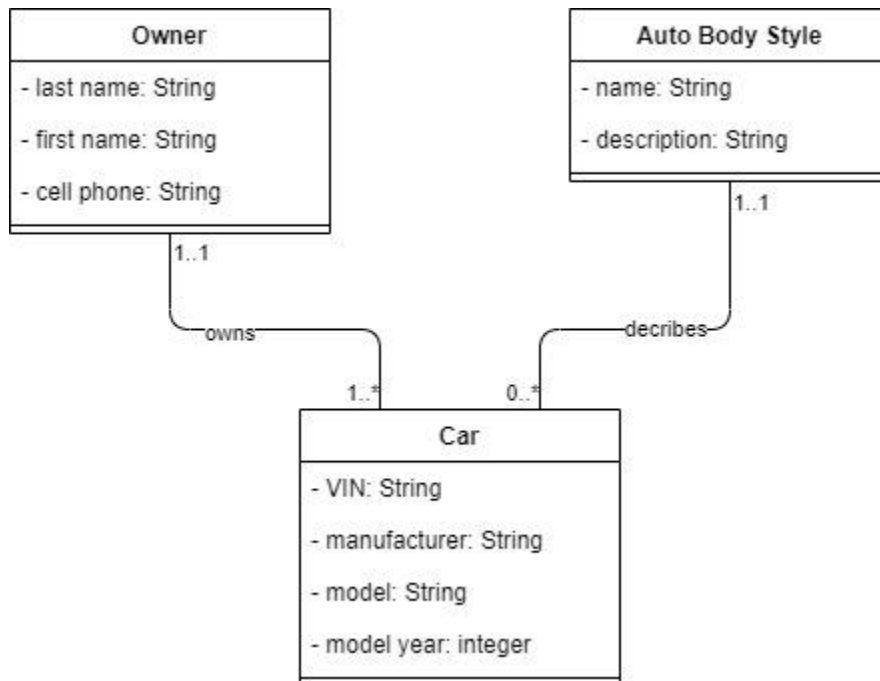 Owner
- last name: String
- first name: String
- cell phone: String
1..1
Auto Body Style
- name: String
- description: String
1..1
owns
decribes
1..*
0..*
Car
- VIN: String
- manufacturer: String
- model: String
- model year: integer